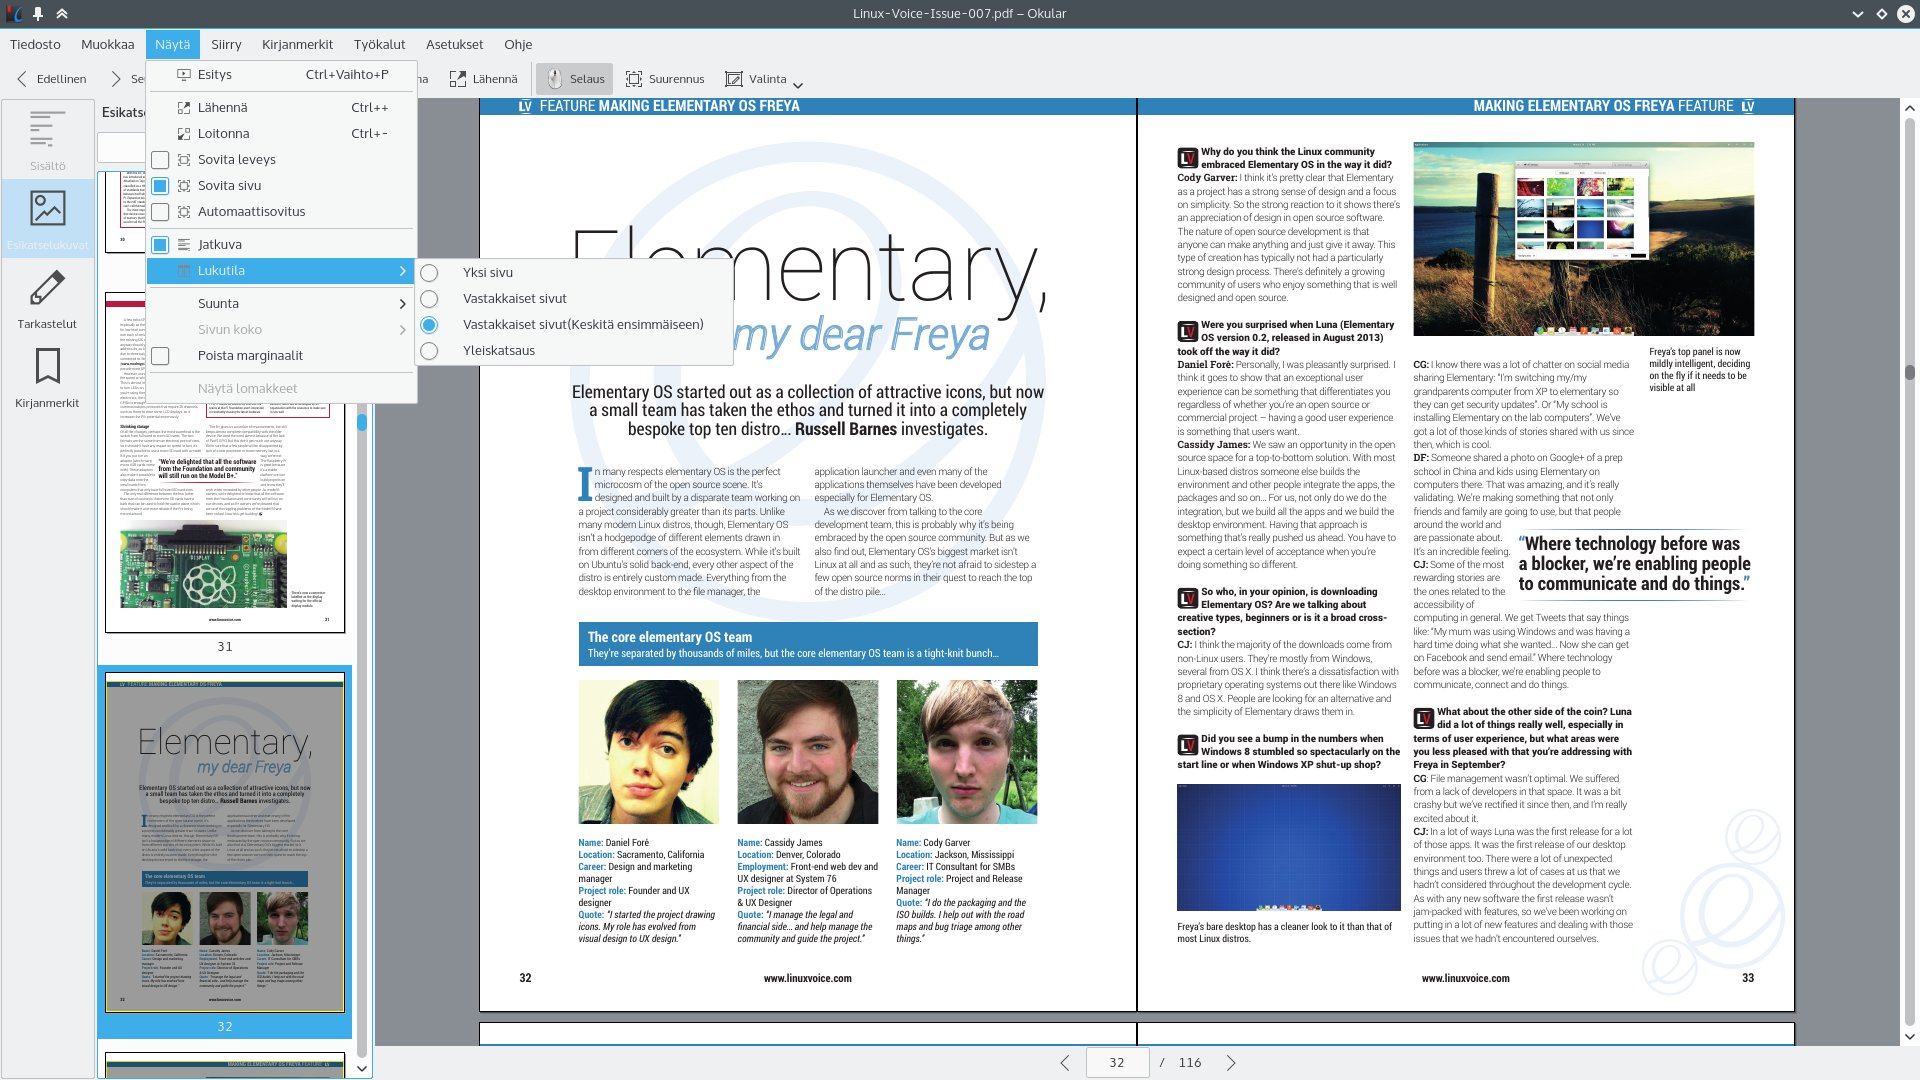 Linux-Voice-Issue-007.pdf – Okular
Tiedosto Muokkaa Näytä Siirry Kirjanmerkit Työkalut Asetukset Ohje
Edellinen
Lähennä Selaus Suurennus Valinta
Esitys Ctrl+Vaihto+P
Lähennä Ctrl++
Loitonna Ctrl+-
Sovita leveys
Sovita sivu
Automaattisovitus
Jatkuva
Lukutila
Suunta
Sivun koko
Poista marginaalit
Näytä lomakkeet
Yksi sivu
Vastakkaiset sivut
Vastakkaiset sivut(Keskitä ensimmäiseen)
Yleiskatsaus
Sisältö
Esikatselukuvat
Tarkastelut
Kirjanmerkit
"We're delighted that all the software
from the Foundation and community
will still run on the Model B+."
31
Elementary,
my dear Freya
Elementary OS started out as a collection of attractive icons, but now
a small team has taken the ethos and turned it into a completely
bespoke top ten distro... Russell Barnes investigates.
32
LV FEATURE MAKING ELEMENTARY OS FREYA
my dear Freya
Elementary OS started out as a collection of attractive icons, but now
a small team has taken the ethos and turned it into a completely
bespoke top ten distro... Russell Barnes investigates.
In many respects elementary OS is the perfect
microcosm of the open source scene. It's
designed and built by a disparate team working on
a project considerably greater than its parts. Unlike
many modern Linux distros, though, Elementary OS
isn't a hodgepodge of different elements drawn in
from different corners of the ecosystem. While it's built
on Ubuntu's solid back-end, every other aspect of the
distro is entirely custom made. Everything from the
desktop environment to the file manager, the
application launcher and even many of the
applications themselves have been developed
especially for Elementary OS.
As we discover from talking to the core
development team, this is probably why it's being
embraced by the open source community. But as we
also find out, Elementary OS's biggest market isn't
Linux at all and as such, they're not afraid to sidestep a
few open source norms in their quest to reach the top
of the distro pile...
The core elementary OS team
They're separated by thousands of miles, but the core elementary OS team is a tight-knit bunch...
Name: Daniel Foré
Location: Sacramento, California
Career: Design and marketing
manager
Project role: Founder and UX
designer
Quote: "I started the project drawing
icons. My role has evolved from
visual design to UX design."
Name: Cassidy James
Location: Denver, Colorado
Employment: Front-end web dev and
UX designer at System 76
Project role: Director of Operations
& UX Designer
Quote: "I manage the legal and
financial side... and help manage the
community and guide the project."
Name: Cody Garver
Location: Jackson, Mississippi
Career: IT Consultant for SMBs
Project role: Project and Release
Manager
Quote: "I do the packaging and the
ISO builds. I help out with the road
maps and bug triage among other
things."
32 www.linuxvoice.com
MAKING ELEMENTARY OS FREYA FEATURE LV
LV Why do you think the Linux community
embraced Elementary OS in the way it did?
Cody Garver: I think it's pretty clear that Elementary
as a project has a strong sense of design and a focus
on simplicity. So the strong reaction to it shows there's
an appreciation of design in open source software.
The nature of open source development is that
anyone can make anything and just give it away. This
type of creation has typically not had a particularly
strong design process. There's definitely a growing
community of users who enjoy something that is well
designed and open source.
LV Were you surprised when Luna (Elementary
OS version 0.2, released in August 2013)
took off the way it did?
Daniel Foré: Personally, I was pleasantly surprised. I
think it goes to show that an exceptional user
experience can be something that differentiates you
regardless of whether you're an open source or
commercial project – having a good user experience
is something that users want.
Cassidy James: We saw an opportunity in the open
source space for a top-to-bottom solution. With most
Linux-based distros someone else builds the
environment and other people integrate the apps, the
packages and so on... For us, not only do we do the
integration, but we build all the apps and we build the
desktop environment. Having that approach is
something that's really pushed us ahead. You have to
expect a certain level of acceptance when you're
doing something so different.
LV So who, in your opinion, is downloading
Elementary OS? Are we talking about
creative types, beginners or is it a broad cross-
section?
CJ: I think the majority of the downloads come from
non-Linux users. They're mostly from Windows,
several from OS X. I think there's a dissatisfaction with
proprietary operating systems out there like Windows
8 and OS X. People are looking for an alternative and
the simplicity of Elementary draws them in.
LV Did you see a bump in the numbers when
Windows 8 stumbled so spectacularly on the
start line or when Windows XP shut-up shop?
Freya's bare desktop has a cleaner look to it than that of
most Linux distros.
Freya's top panel is now
mildly intelligent, deciding
on the fly if it needs to be
visible at all
CG: I know there was a lot of chatter on social media
sharing Elementary: "I'm switching my/my
grandparents computer from XP to elementary so
they can get security updates". Or "My school is
installing Elementary on the lab computers". We've
got a lot of those kinds of stories shared with us since
then, which is cool.
DF: Someone shared a photo on Google+ of a prep
school in China and kids using Elementary on
computers there. That was amazing, and it's really
validating. We're making something that not only
friends and family are going to use, but that people
around the world and
are passionate about.
It's an incredible feeling.
CJ: Some of the most
rewarding stories are
the ones related to the
accessibility of
computing in general. We get Tweets that say things
like: "My mum was using Windows and was having a
hard time doing what she wanted... Now she can get
on Facebook and send email." Where technology
before was a blocker, we're enabling people to
communicate, connect and do things.
"Where technology before was
a blocker, we're enabling people
to communicate and do things."
LV What about the other side of the coin? Luna
did a lot of things really well, especially in
terms of user experience, but what areas were
you less pleased with that you're addressing with
Freya in September?
CG: File management wasn't optimal. We suffered
from a lack of developers in that space. It was a bit
crashy but we've rectified it since then, and I'm really
excited about it.
CJ: In a lot of ways Luna was the first release for a lot
of those apps. It was the first release of our desktop
environment too. There were a lot of unexpected
things and users threw a lot of cases at us that we
hadn't considered throughout the development cycle.
As with any new software the first release wasn't
jam-packed with features, so we've been working on
putting in a lot of new features and dealing with those
issues that we hadn't encountered ourselves.
www.linuxvoice.com 33
32 / 116